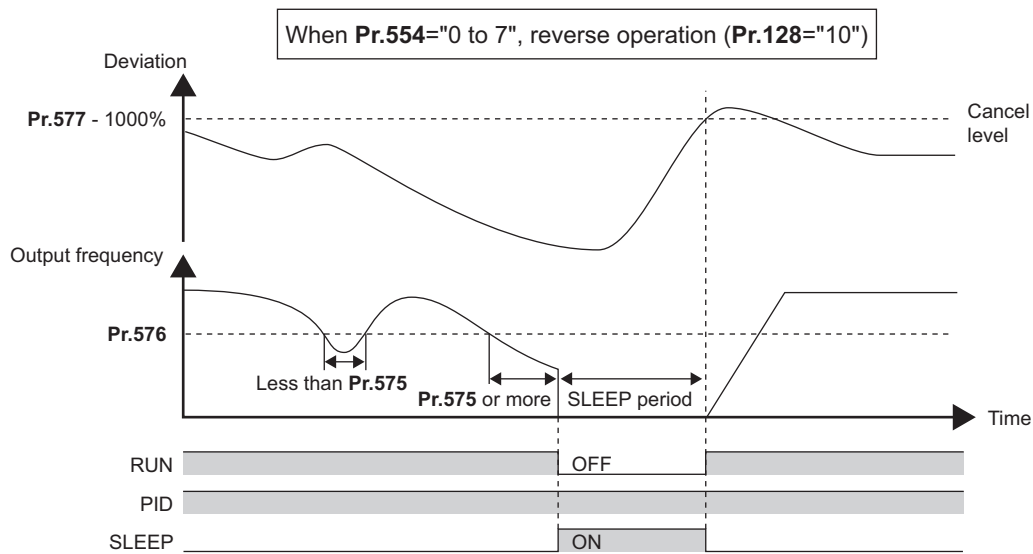 When Pr.554="0 to 7", reverse operation (Pr.128="10")
Deviation
Pr.577 - 1000%
Cancel
level
Output frequency
Pr.576
Less than Pr.575
Pr.575 or more
SLEEP period
Time
RUN
OFF
PID
SLEEP
ON